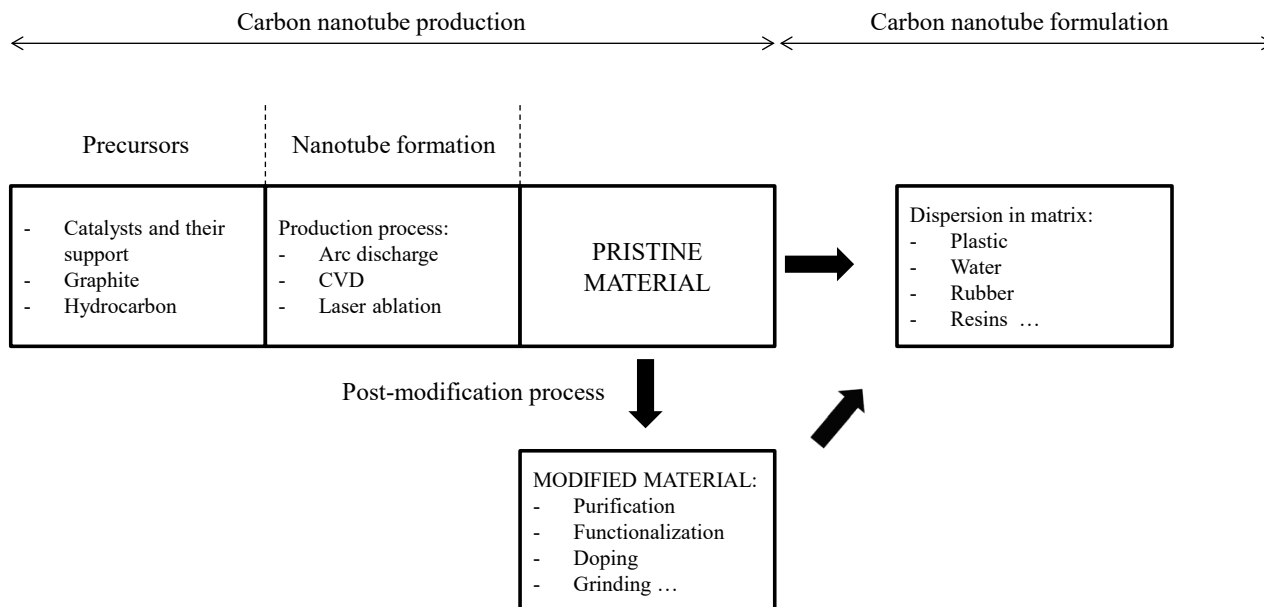 Carbon nanotube production
Carbon nanotube formulation
Precursors
Nanotube formation
- Catalysts and their
support
- Graphite
- Hydrocarbon
Production process:
- Arc discharge
- CVD
- Laser ablation
PRISTINE
MATERIAL
Dispersion in matrix:
- Plastic
- Water
- Rubber
- Resins …
Post-modification process
MODIFIED MATERIAL:
- Purification
- Functionalization
- Doping
- Grinding …